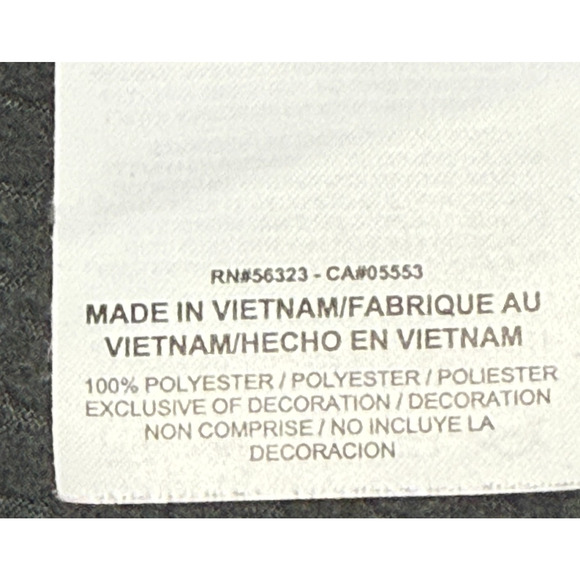 RN#56323 - CA#05553
MADE IN VIETNAM/FABRIQUE AU
VIETNAM/HECHO EN VIETNAM
100% POLYESTER / POLYESTER / POLIESTER
EXCLUSIVE OF DECORATION / DECORATION
NON COMPRISE / NO INCLUYE LA
DECORACION